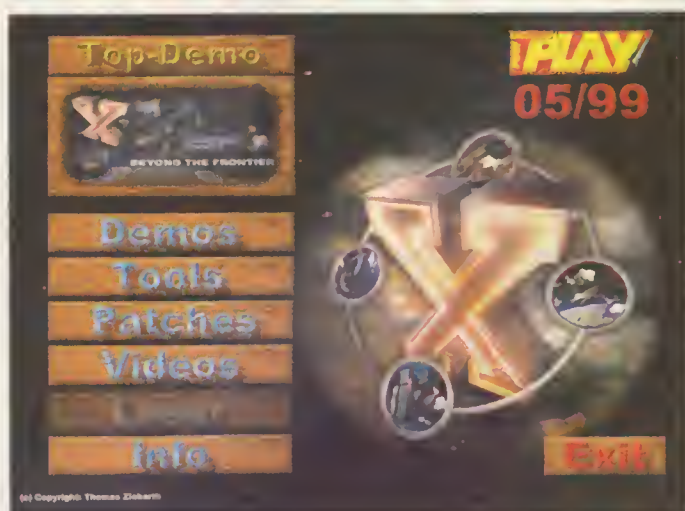 Top-Demo
BEYOND THE FRONTIER
Demos
Tools
Patches
Videos
Info
PLAY
05/99
X
Exit
(c) Copyright: Thomas Ziebarth